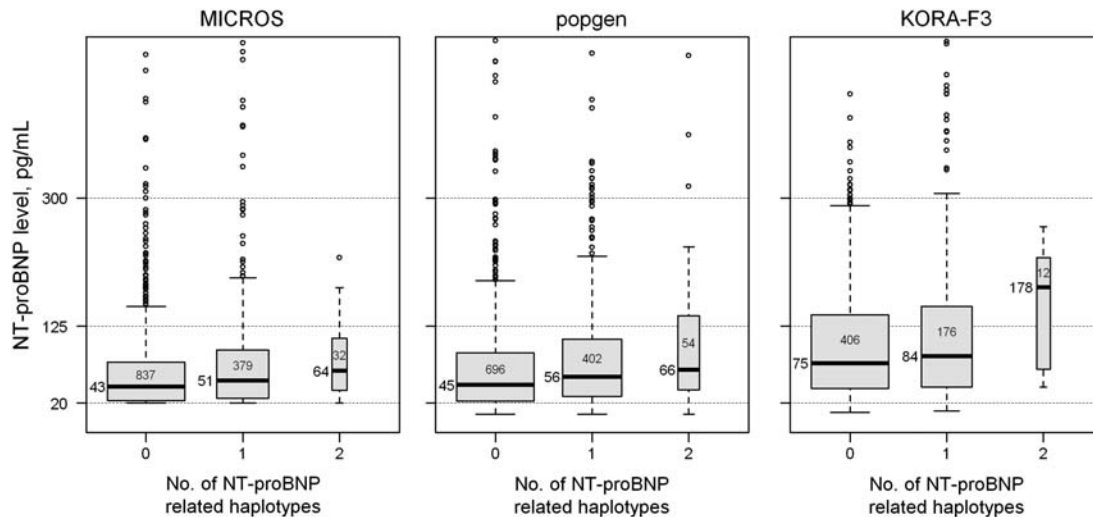 MICROS
popgen
KORA-F3
NT-proBNP level, pg/mL
300
125
20
837
379
32
43
51
64
696
402
54
45
56
66
406
176
12
75
84
178
0 1 2
0 1 2
0 1 2
No. of NT-proBNP
related haplotypes
No. of NT-proBNP
related haplotypes
No. of NT-proBNP
related haplotypes